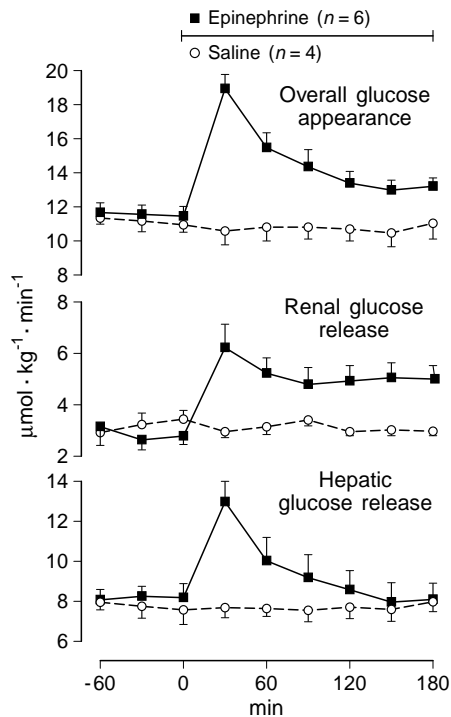 ■ Epinephrine (n = 6)
○ Saline (n = 4)
Overall glucose
appearance
20
18
16
14
12
10
8
Renal glucose
release
8
6
4
2
Hepatic
glucose release
14
12
10
8
6
µmol · kg⁻¹ · min⁻¹
-60 0 60 120 180
min